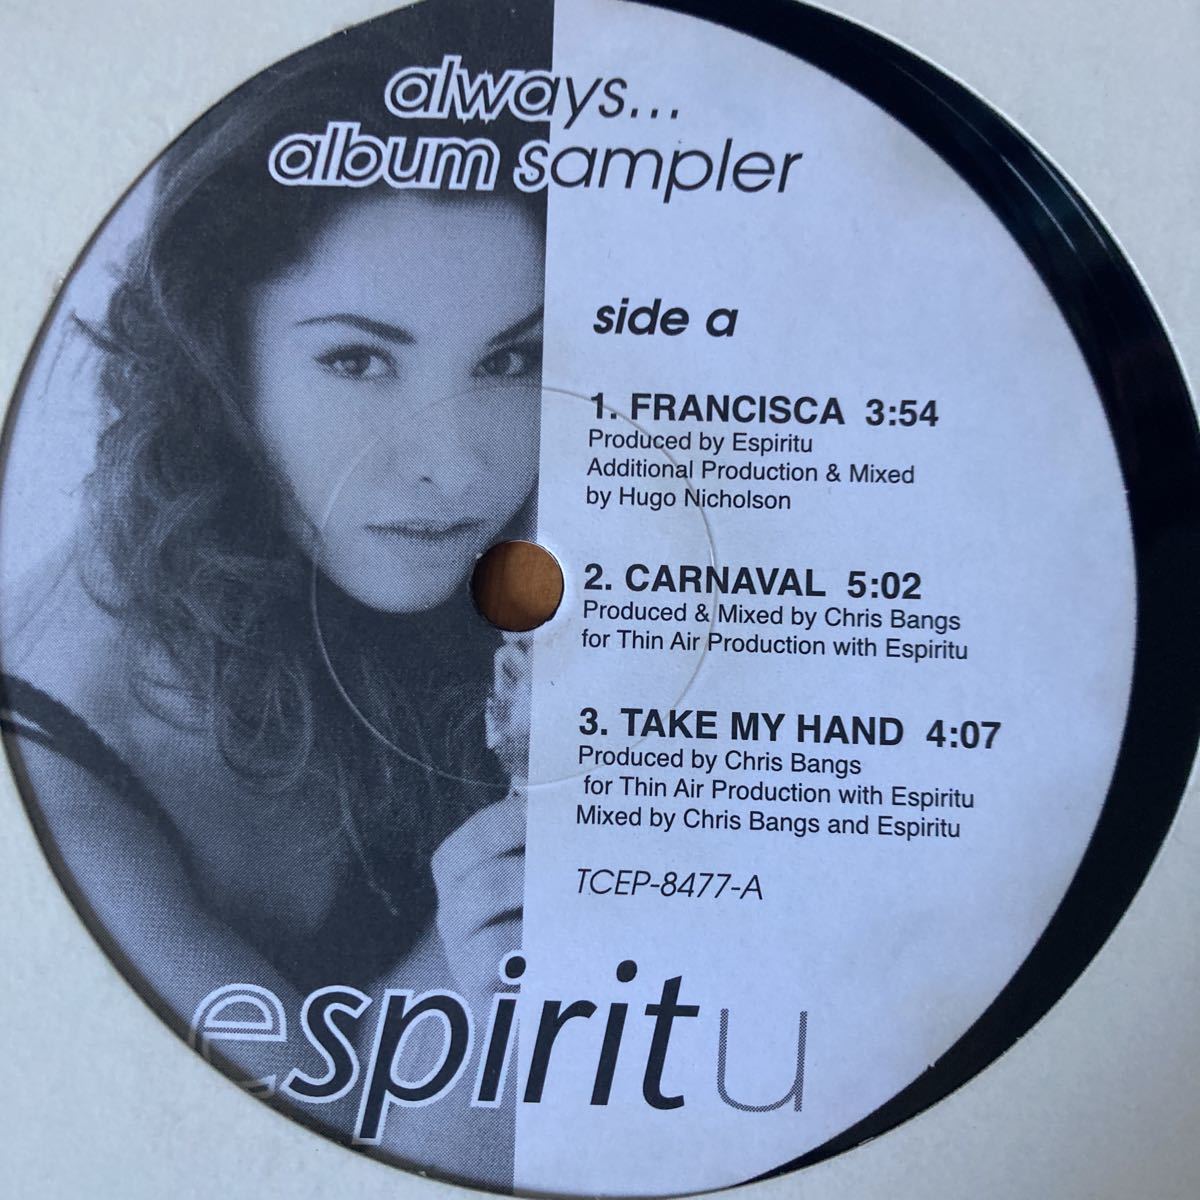 always...
album sampler
side a
1. FRANCISCA 3:54
Produced by Espiritu
Additional Production & Mixed
by Hugo Nicholson
2. CARNAVAL 5:02
Produced & Mixed by Chris Bangs
for Thin Air Production with Espiritu
3. TAKE MY HAND 4:07
Produced by Chris Bangs
for Thin Air Production with Espiritu
Mixed by Chris Bangs and Espiritu
TCEP-8477-A
espiritu